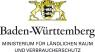 Baden-Württemberg
MINISTERIUM FÜR LÄNDLICHEN RAUM
UND VERBRAUCHERSCHUTZ